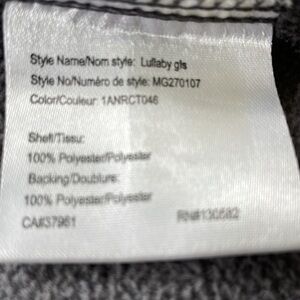 Style Name/Nom style: Lullaby gls
Style No/Numéro de style: MG270107
Color/Couleur: 1ANRCT046
Shell/Tissu:
100% Polyester/Polyester
Backing/Doublure:
100% Polyester/Polyester
CA#37961 RN#130682